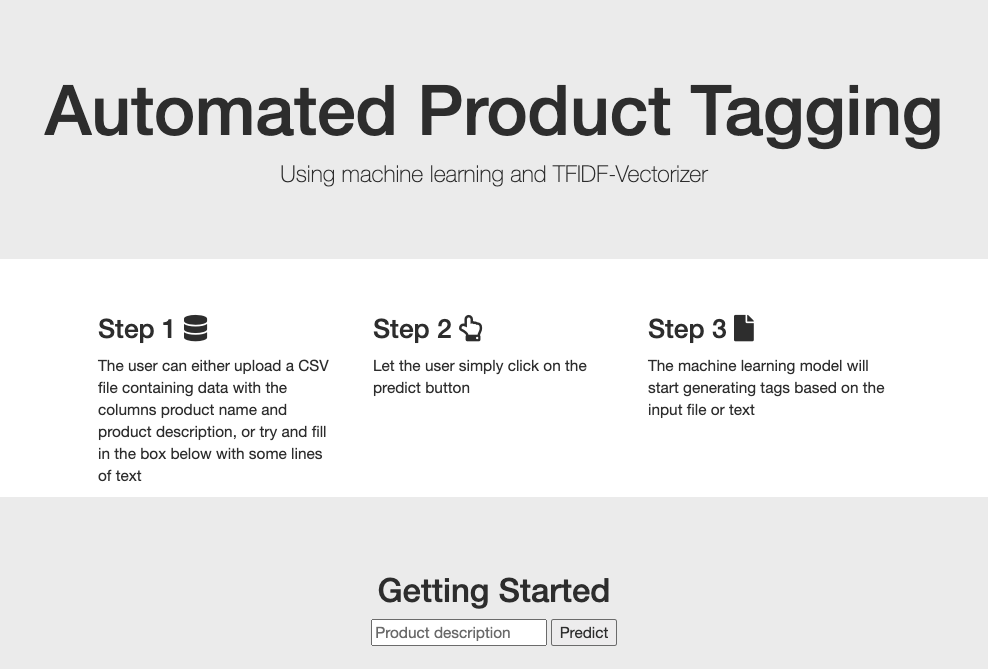 Automated Product Tagging
Using machine learning and TFIDF-Vectorizer
Step 1
The user can either upload a CSV
file containing data with the
columns product name and
product description, or try and fill
in the box below with some lines
of text
Step 2
Let the user simply click on the
predict button
Step 3
The machine learning model will
start generating tags based on the
input file or text
Getting Started
Product description
Predict